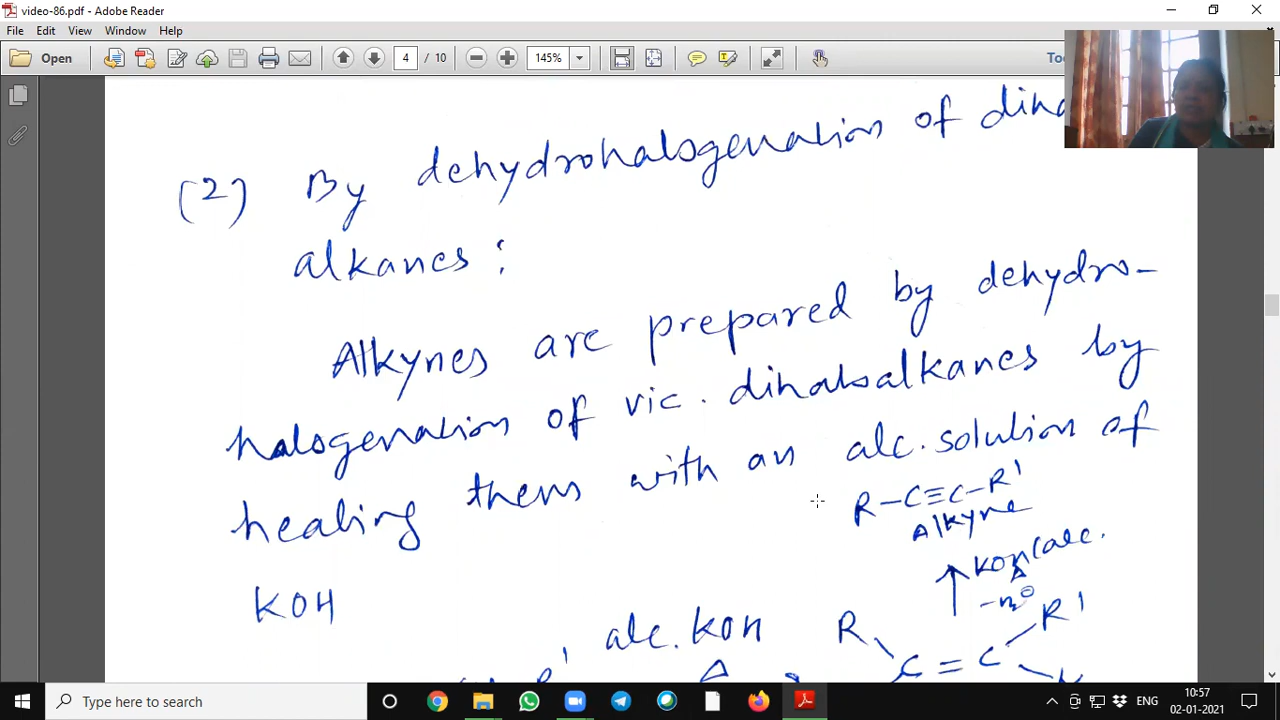 video-86.pdf - Adobe Reader
File Edit View Window Help
Open 4 / 10 145%
(2) By dehydrohalogenation of
alkanes :
Alkynes are prepared by dehydro-
halogenation of vic. dihaloalkanes by
heating them with an alc. solution of
R-C≡C-R'
Alkyne
KOH (alc.
Δ
KOH
alc. KOH
Δ
R R'
C = C
Type here to search
ENG
10:57
02-01-2021